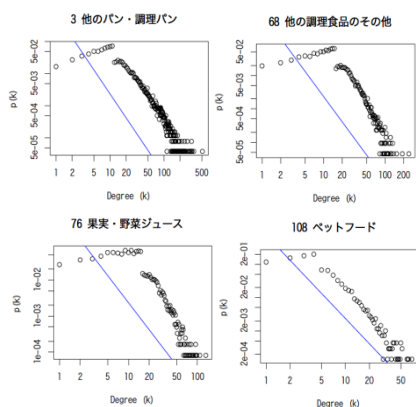 3 他のパン・調理パン
5e-02
5e-03
5e-04
5e-05
p(k)
1 2 5 10 20 50 100 500
Degree (k)
68 他の調理食品のその他
5e-02
5e-03
5e-04
5e-05
p(k)
1 2 5 10 20 50 100 200
Degree (k)
76 果実・野菜ジュース
1e-02
1e-03
1e-04
p(k)
1 2 5 10 20 50 100
Degree (k)
108 ペットフード
2e-01
2e-02
2e-03
2e-04
p(k)
1 2 5 10 20 50
Degree (k)